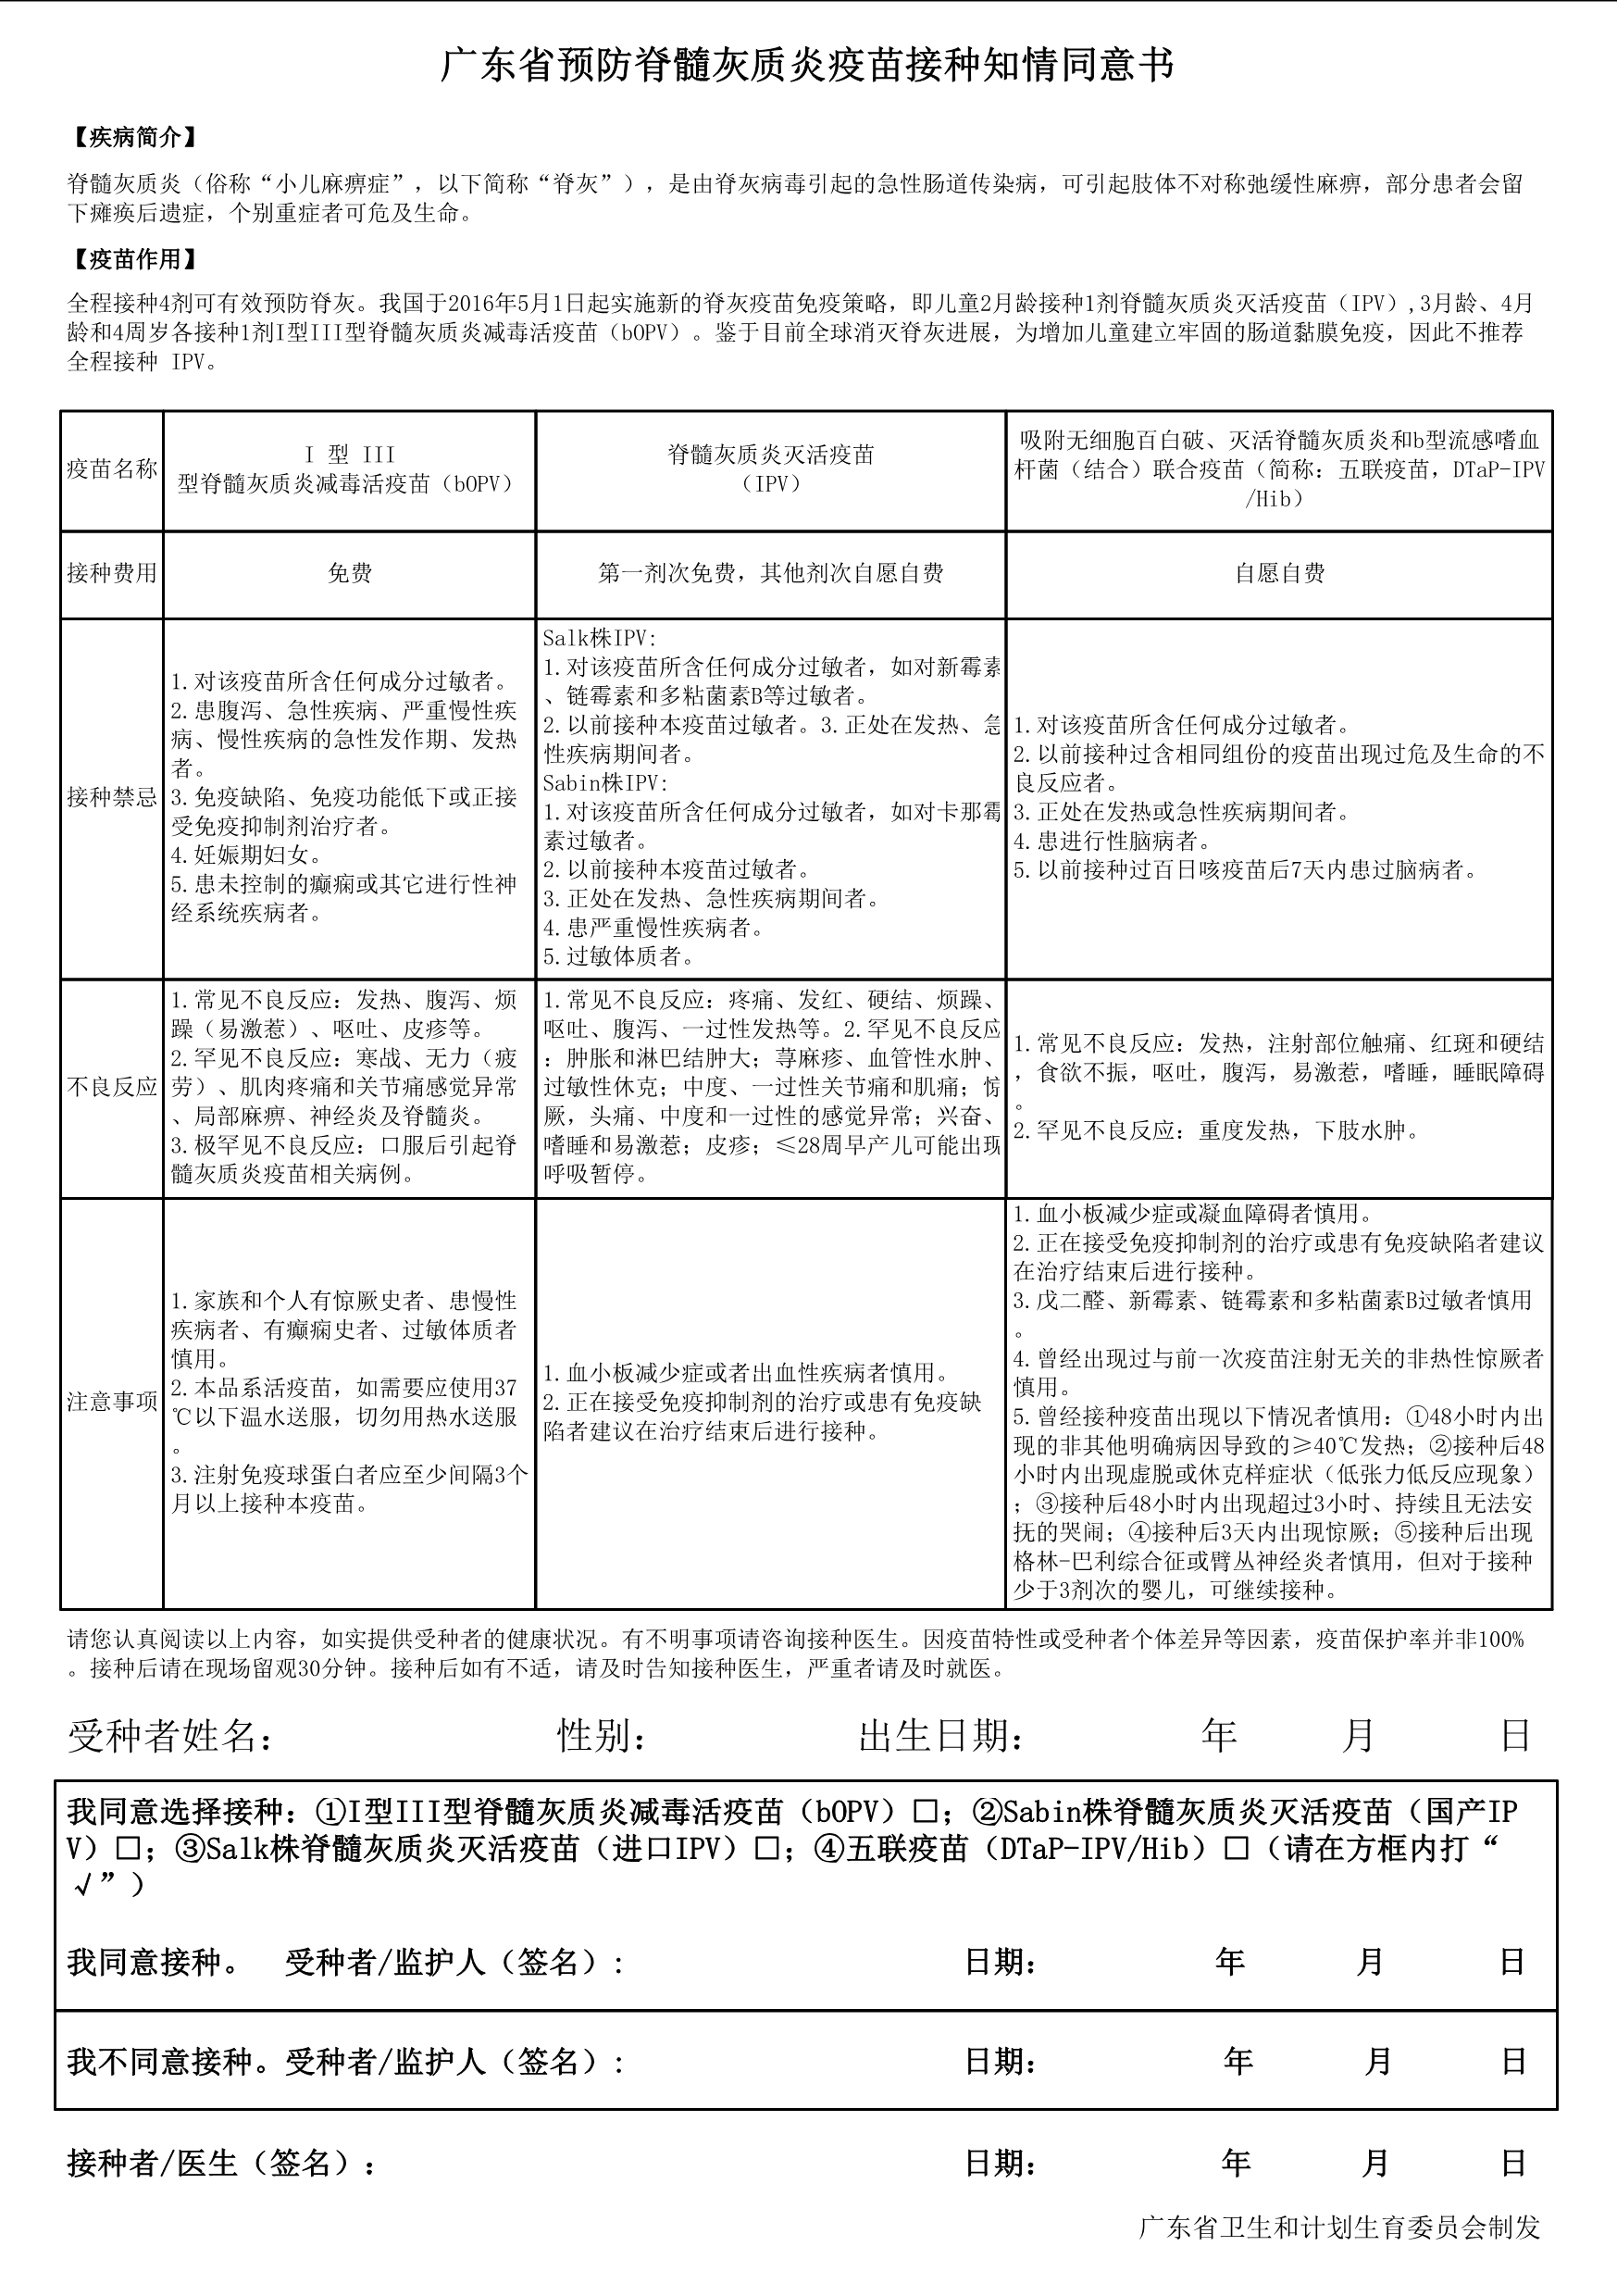 广东省预防脊髓灰质炎疫苗接种知情同意书
【疾病简介】
脊髓灰质炎（俗称“小儿麻痹症”，以下简称“脊灰”），是由脊灰病毒引起的急性肠道传染病，可引起肢体不对称弛缓性麻痹，部分患者会留
下瘫痪后遗症，个别重症者可危及生命。
【疫苗作用】
全程接种4剂可有效预防脊灰。我国于2016年5月1日起实施新的脊灰疫苗免疫策略，即儿童2月龄接种1剂脊髓灰质炎灭活疫苗（IPV）,3月龄、4月
龄和4周岁各接种1剂I型III型脊髓灰质炎减毒活疫苗（bOPV）。鉴于目前全球消灭脊灰进展，为增加儿童建立牢固的肠道黏膜免疫，因此不推荐
全程接种 IPV。
疫苗名称
I 型 III
型脊髓灰质炎减毒活疫苗（bOPV）
脊髓灰质炎灭活疫苗
（IPV）
吸附无细胞百白破、灭活脊髓灰质炎和b型流感嗜血
杆菌（结合）联合疫苗（简称：五联疫苗，DTaP-IPV
/Hib）
接种费用
免费
第一剂次免费，其他剂次自愿自费
自愿自费
接种禁忌
1.对该疫苗所含任何成分过敏者。
2.患腹泻、急性疾病、严重慢性疾
病、慢性疾病的急性发作期、发热
者。
3.免疫缺陷、免疫功能低下或正接
受免疫抑制剂治疗者。
4.妊娠期妇女。
5.患未控制的癫痫或其它进行性神
经系统疾病者。
Salk株IPV:
1.对该疫苗所含任何成分过敏者，如对新霉素
、链霉素和多粘菌素B等过敏者。
2.以前接种本疫苗过敏者。3.正处在发热、急
性疾病期间者。
Sabin株IPV:
1.对该疫苗所含任何成分过敏者，如对卡那霉
素过敏者。
2.以前接种本疫苗过敏者。
3.正处在发热、急性疾病期间者。
4.患严重慢性疾病者。
5.过敏体质者。
1.对该疫苗所含任何成分过敏者。
2.以前接种过含相同组份的疫苗出现过危及生命的不
良反应者。
3.正处在发热或急性疾病期间者。
4.患进行性脑病者。
5.以前接种过百日咳疫苗后7天内患过脑病者。
不良反应
1.常见不良反应：发热、腹泻、烦
躁（易激惹）、呕吐、皮疹等。
2.罕见不良反应：寒战、无力（疲
劳）、肌肉疼痛和关节痛感觉异常
、局部麻痹、神经炎及脊髓炎。
3.极罕见不良反应：口服后引起脊
髓灰质炎疫苗相关病例。
1.常见不良反应：疼痛、发红、硬结、烦躁、
呕吐、腹泻、一过性发热等。2.罕见不良反应
：肿胀和淋巴结肿大；荨麻疹、血管性水肿、
过敏性休克；中度、一过性关节痛和肌痛；惊
厥，头痛、中度和一过性的感觉异常；兴奋、
嗜睡和易激惹；皮疹；≤28周早产儿可能出现
呼吸暂停。
1.常见不良反应：发热，注射部位触痛、红斑和硬结
，食欲不振，呕吐，腹泻，易激惹，嗜睡，睡眠障碍
。
2.罕见不良反应：重度发热，下肢水肿。
注意事项
1.家族和个人有惊厥史者、患慢性
疾病者、有癫痫史者、过敏体质者
慎用。
2.本品系活疫苗，如需要应使用37
℃以下温水送服，切勿用热水送服
。
3.注射免疫球蛋白者应至少间隔3个
月以上接种本疫苗。
1.血小板减少症或者出血性疾病者慎用。
2.正在接受免疫抑制剂的治疗或患有免疫缺
陷者建议在治疗结束后进行接种。
1.血小板减少症或凝血障碍者慎用。
2.正在接受免疫抑制剂的治疗或患有免疫缺陷者建议
在治疗结束后进行接种。
3.戊二醛、新霉素、链霉素和多粘菌素B过敏者慎用
。
4.曾经出现过与前一次疫苗注射无关的非热性惊厥者
慎用。
5.曾经接种疫苗出现以下情况者慎用：①48小时内出
现的非其他明确病因导致的≥40℃发热；②接种后48
小时内出现虚脱或休克样症状（低张力低反应现象）
；③接种后48小时内出现超过3小时、持续且无法安
抚的哭闹；④接种后3天内出现惊厥；⑤接种后出现
格林-巴利综合征或臂丛神经炎者慎用，但对于接种
少于3剂次的婴儿，可继续接种。
请您认真阅读以上内容，如实提供受种者的健康状况。有不明事项请咨询接种医生。因疫苗特性或受种者个体差异等因素，疫苗保护率并非100%
。接种后请在现场留观30分钟。接种后如有不适，请及时告知接种医生，严重者请及时就医。
受种者姓名： 性别： 出生日期： 年 月 日
我同意选择接种：①I型III型脊髓灰质炎减毒活疫苗（bOPV）□；②Sabin株脊髓灰质炎灭活疫苗（国产IP
V）□；③Salk株脊髓灰质炎灭活疫苗（进口IPV）□；④五联疫苗（DTaP-IPV/Hib）□（请在方框内打“
√”）
我同意接种。 受种者/监护人（签名）: 日期： 年 月 日
我不同意接种。受种者/监护人（签名）: 日期： 年 月 日
接种者/医生（签名）： 日期： 年 月 日
广东省卫生和计划生育委员会制发